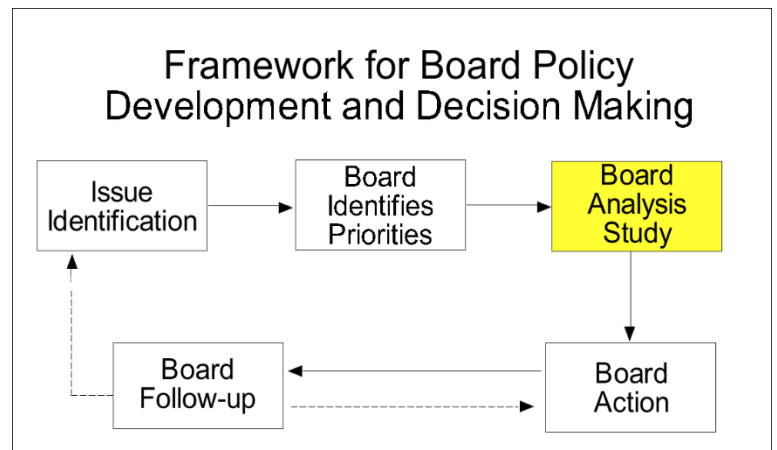 Framework for Board Policy
Development and Decision Making
Issue
Identification
Board
Identifies
Priorities
Board
Analysis
Study
Board
Follow-up
Board
Action